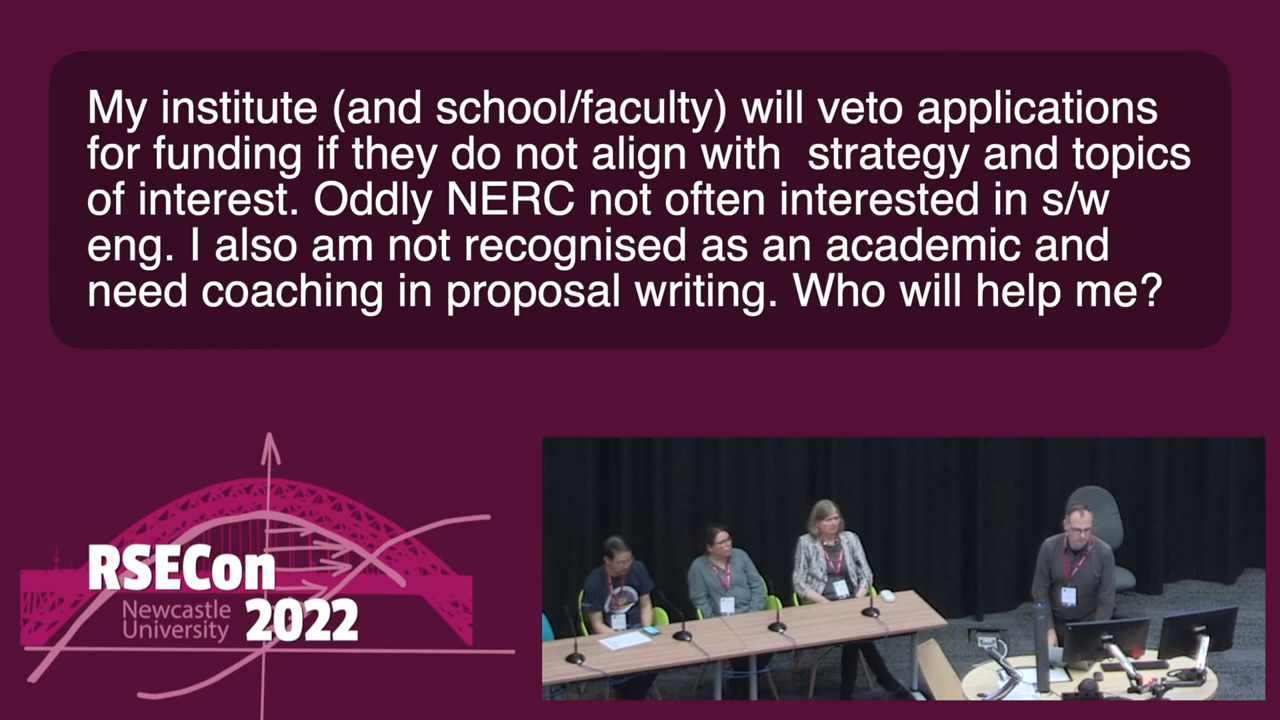 My institute (and school/faculty) will veto applications
for funding if they do not align with  strategy and topics
of interest. Oddly NERC not often interested in s/w
eng. I also am not recognised as an academic and
need coaching in proposal writing. Who will help me?
RSECon
Newcastle
University
2022